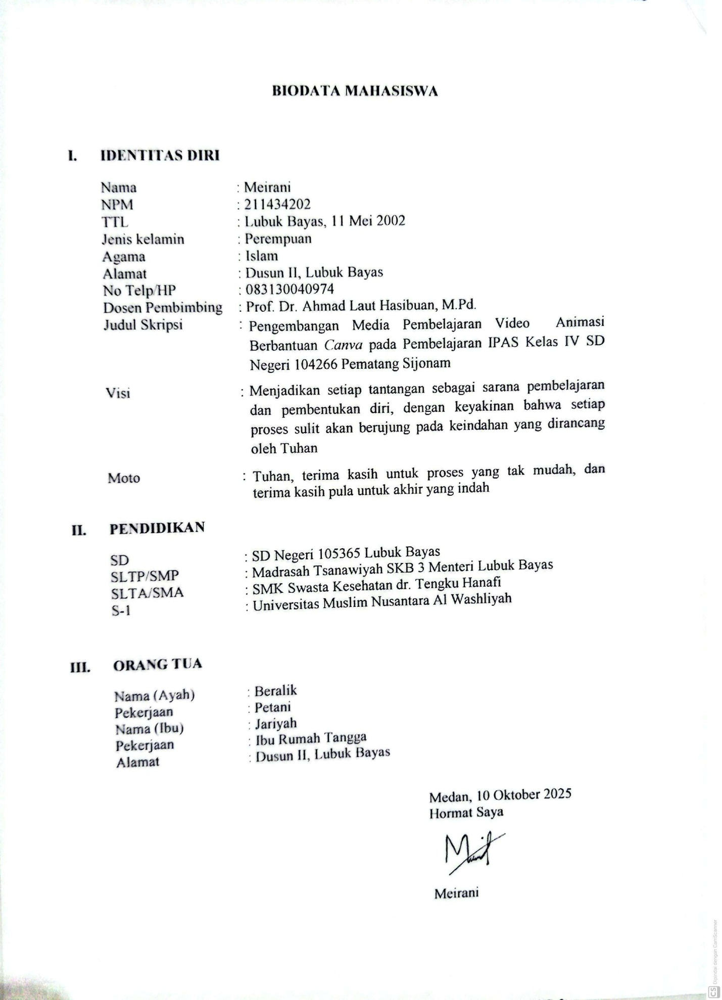 BIODATA MAHASISWA
I. IDENTITAS DIRI
Nama : Meirani
NPM : 211434202
TTL : Lubuk Bayas, 11 Mei 2002
Jenis kelamin : Perempuan
Agama : Islam
Alamat : Dusun II, Lubuk Bayas
No Telp/HP : 083130040974
Dosen Pembimbing : Prof. Dr. Ahmad Laut Hasibuan, M.Pd.
Judul Skripsi : Pengembangan Media Pembelajaran Video Animasi
Berbantuan Canva pada Pembelajaran IPAS Kelas IV SD
Negeri 104266 Pematang Sijonam
Visi : Menjadikan setiap tantangan sebagai sarana pembelajaran
dan pembentukan diri, dengan keyakinan bahwa setiap
proses sulit akan berujung pada keindahan yang dirancang
oleh Tuhan
Moto : Tuhan, terima kasih untuk proses yang tak mudah, dan
terima kasih pula untuk akhir yang indah
II. PENDIDIKAN
SD : SD Negeri 105365 Lubuk Bayas
SLTP/SMP : Madrasah Tsanawiyah SKB 3 Menteri Lubuk Bayas
SLTA/SMA : SMK Swasta Kesehatan dr. Tengku Hanafi
S-1 : Universitas Muslim Nusantara Al Washliyah
III. ORANG TUA
Nama (Ayah) : Beralik
Pekerjaan : Petani
Nama (Ibu) : Jariyah
Pekerjaan : Ibu Rumah Tangga
Alamat : Dusun II, Lubuk Bayas
Medan, 10 Oktober 2025
Hormat Saya
Meirani
CS Dipindai dengan CamScanner